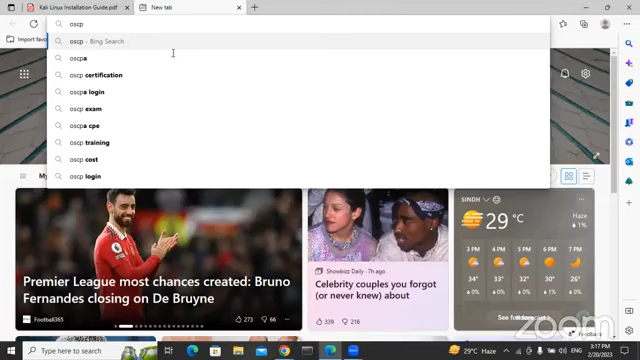 Kali Linux Installation Guide.pdf
New tab
oscp
Import favo
oscp - Bing Search
oscpa
oscp certification
oscpa login
oscp exam
oscpa cpe
oscp training
oscp cost
oscp login
Premier League most chances created: Bruno
Fernandes closing on De Bruyne
Football365
273
66
Showbizz Daily · 7h ago
Celebrity couples you forgot
(or never knew) about
339
216
SINDH
29 °C
Haze
1%
3 PM
4 PM
5 PM
6 PM
7 PM
34°
33°
32°
30°
26°
0%
0%
0%
1%
0%
See full forecast
Feedback
zoom
Type here to search
29°C Haze
3:17 PM
2/20/2023